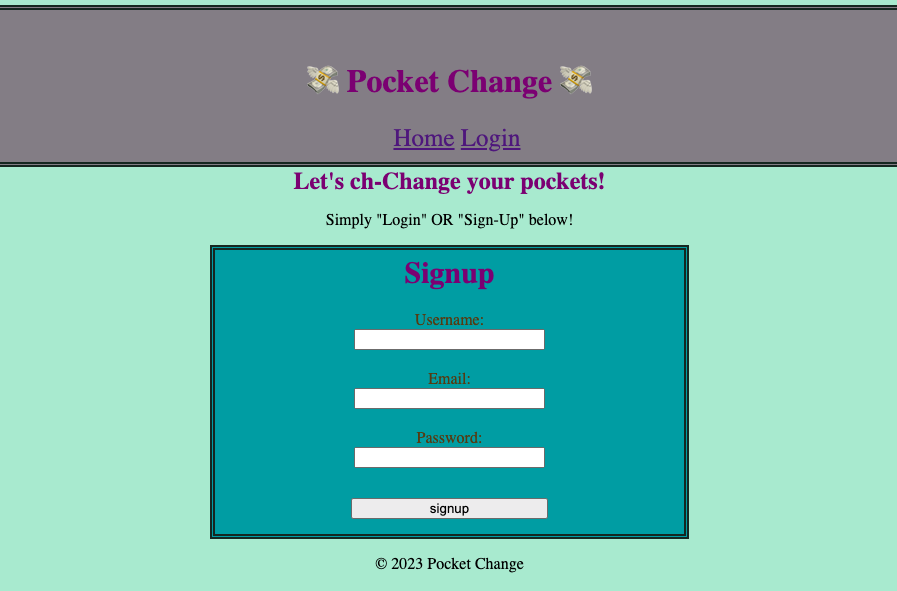 💸 Pocket Change 💸
Home Login
Let's ch-Change your pockets!
Simply "Login" OR "Sign-Up" below!
Signup
Username:
Email:
Password:
signup
© 2023 Pocket Change